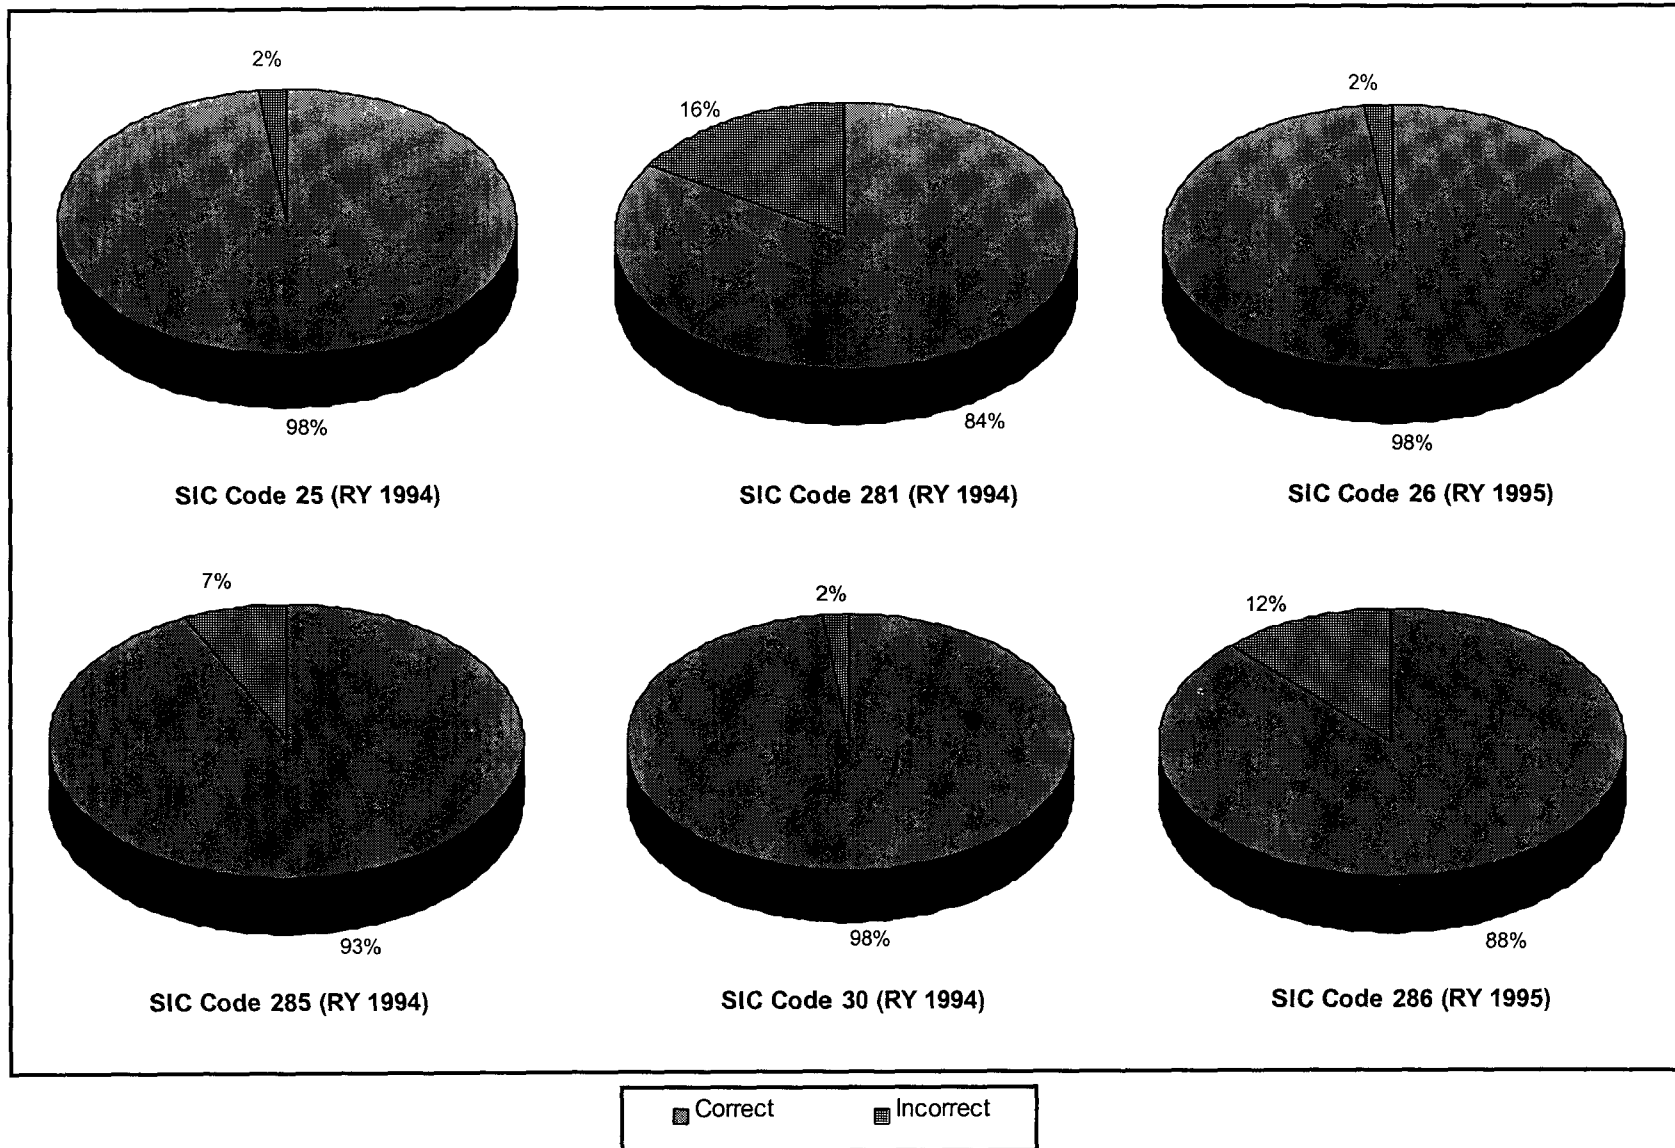 2%
16%
2%
98%
84%
98%
SIC Code 25 (RY 1994)
SIC Code 281 (RY 1994)
SIC Code 26 (RY 1995)
7%
2%
12%
93%
98%
88%
SIC Code 285 (RY 1994)
SIC Code 30 (RY 1994)
SIC Code 286 (RY 1995)
Correct
Incorrect